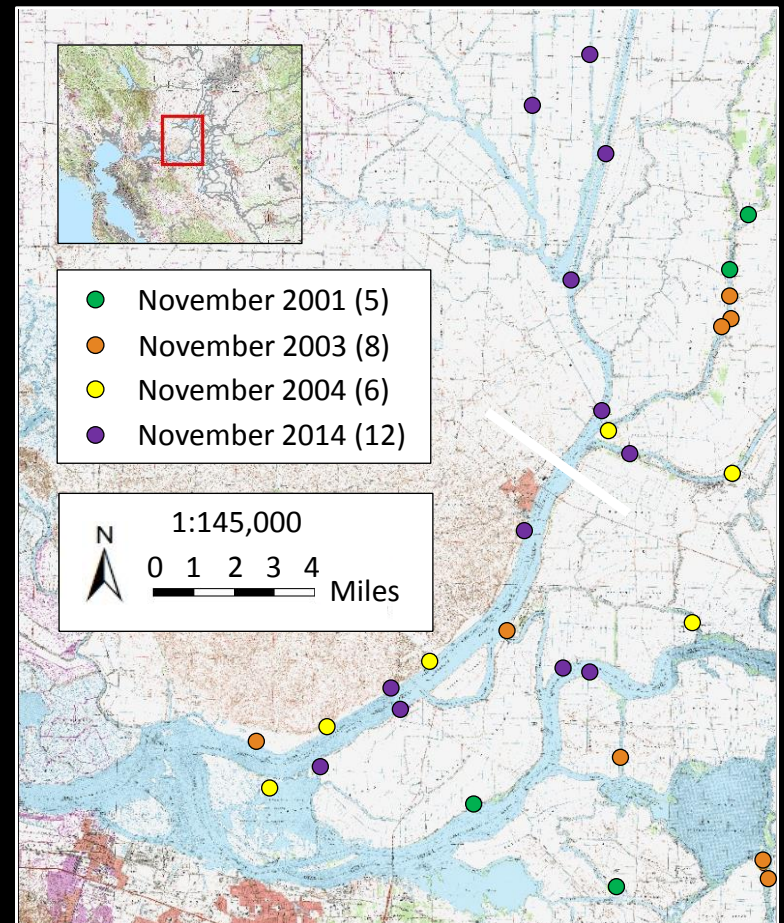 November 2001 (5)
November 2003 (8)
November 2004 (6)
November 2014 (12)
N
1:145,000
0 1 2 3 4
Miles